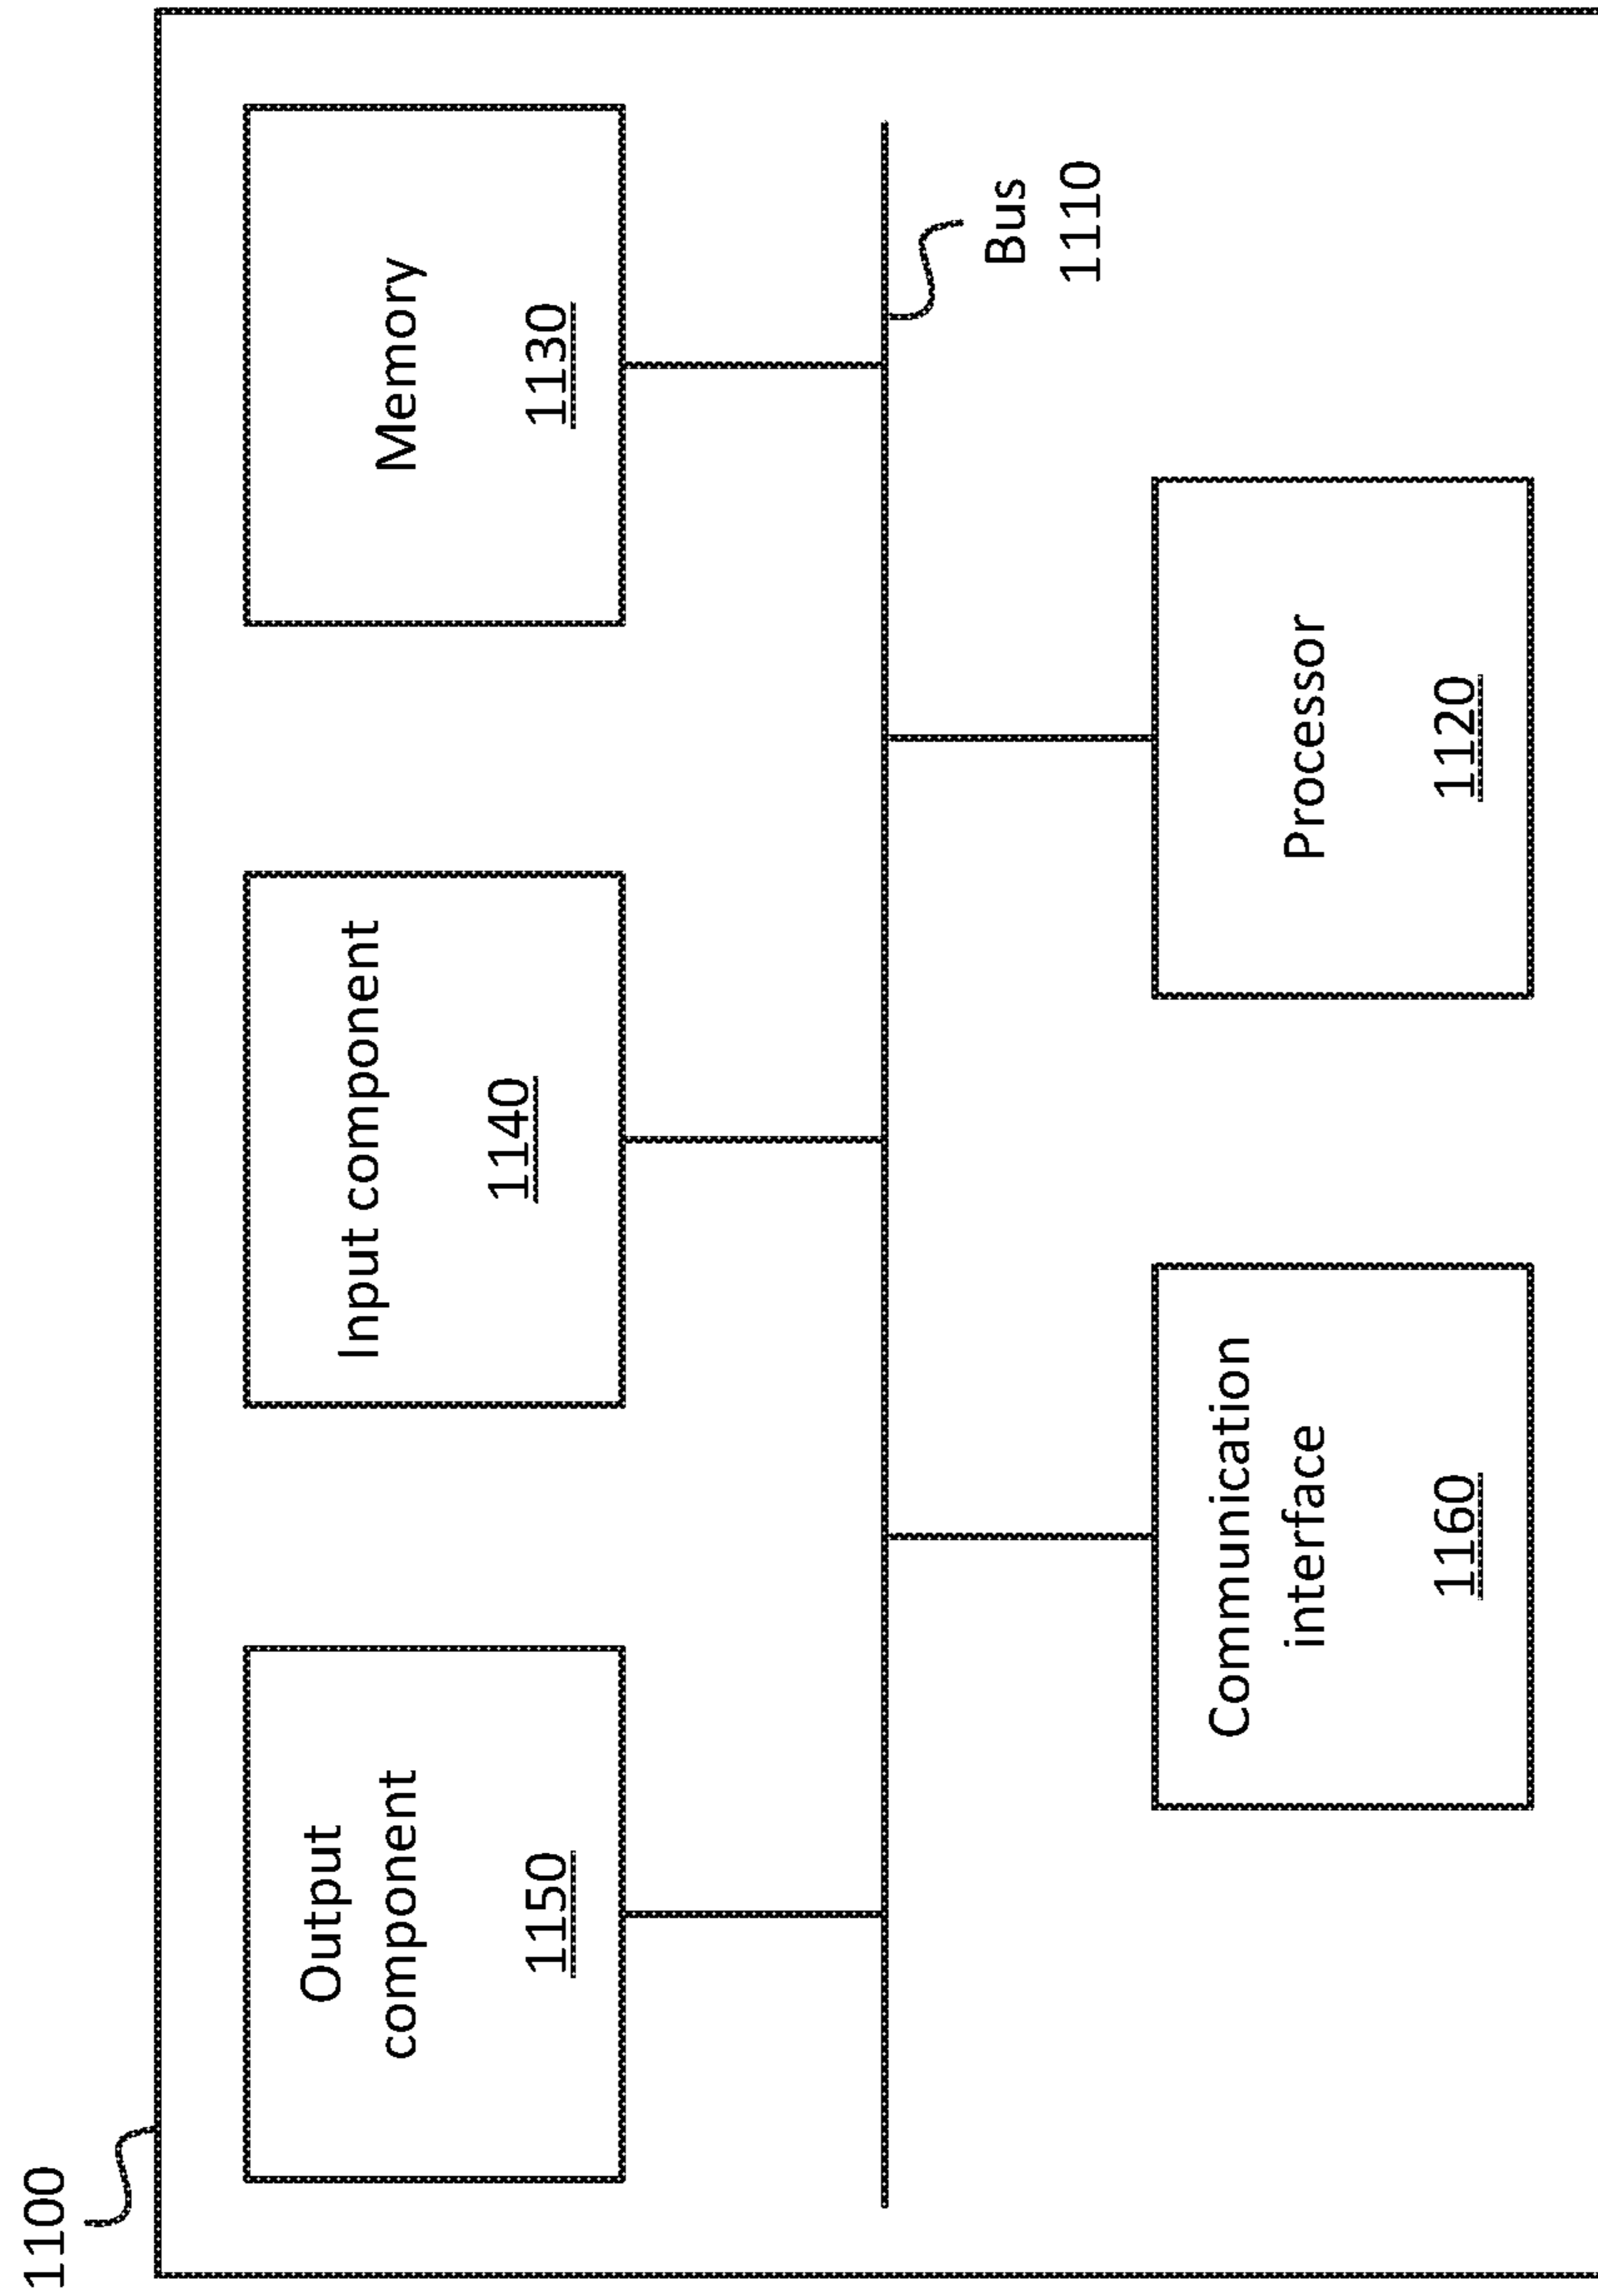 1100
Output
component
1150
Input component
1140
Memory
1130
Bus
1110
Communication
interface
1160
Processor
1120